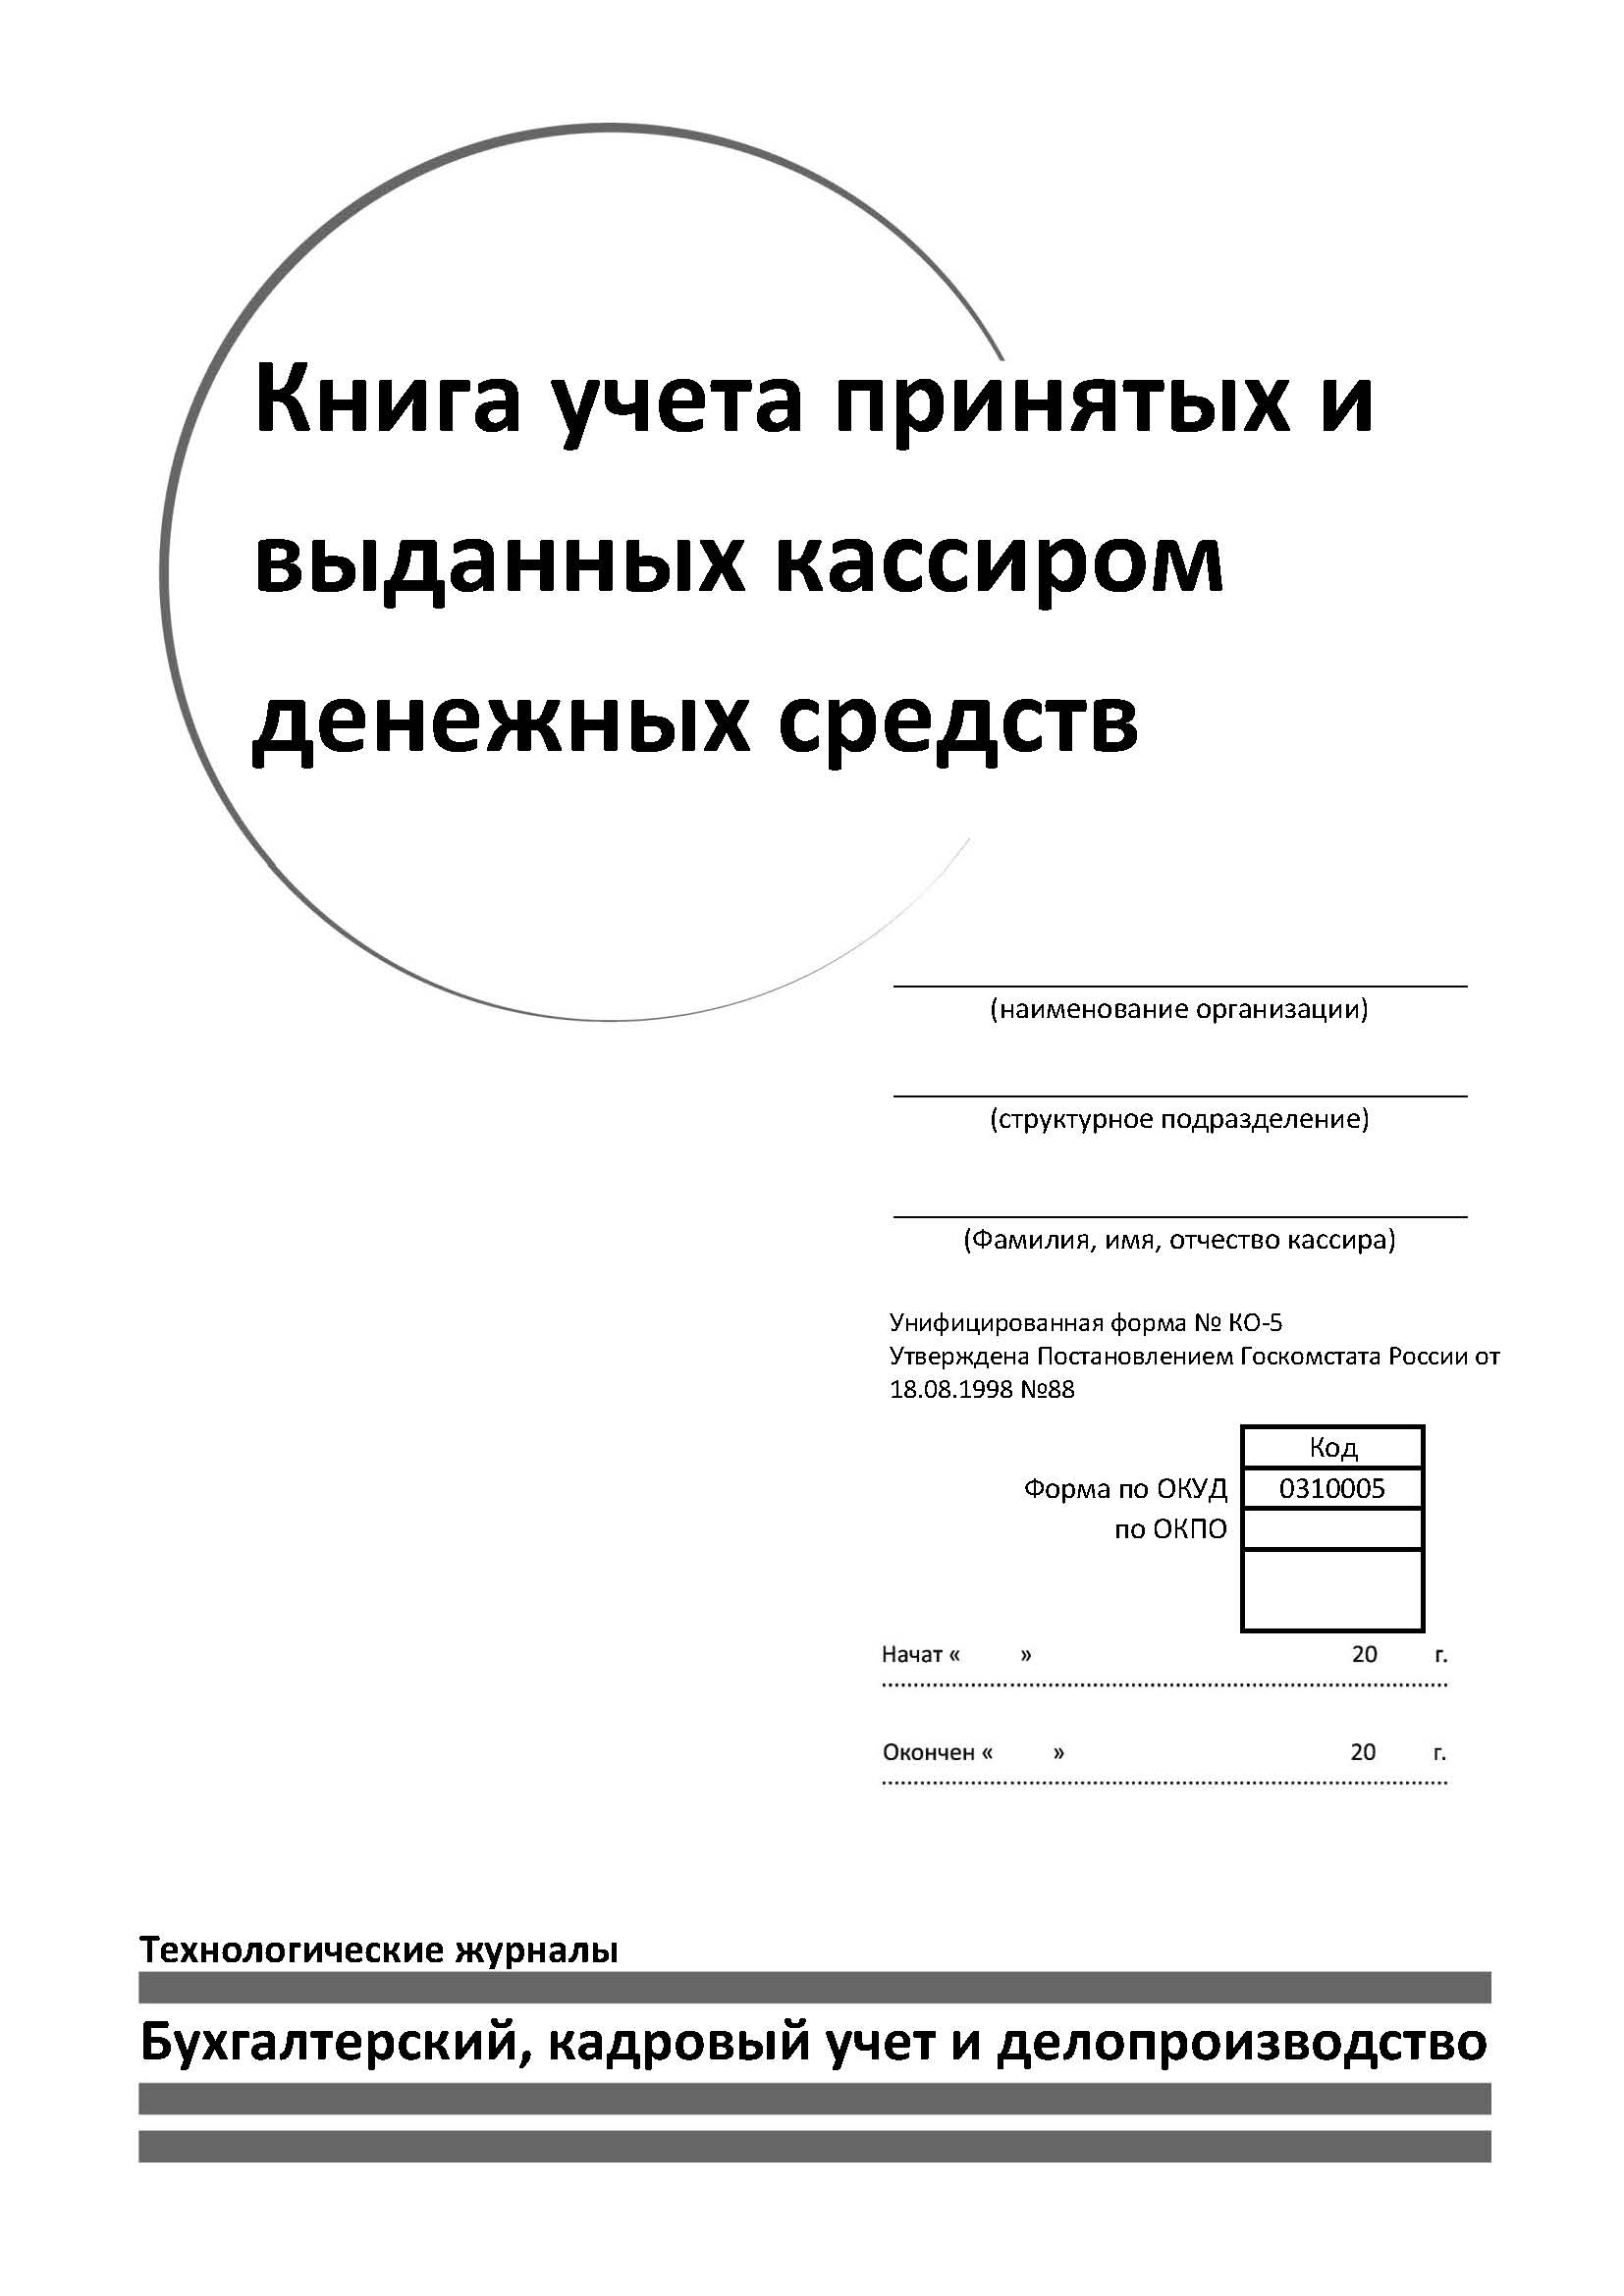 Книга учета принятых и
выданных кассиром
денежных средств
(наименование организации)
(структурное подразделение)
(Фамилия, имя, отчество кассира)
Унифицированная форма № КО-5
Утверждена Постановлением Госкомстата России от
18.08.1998 №88
Код
Форма по ОКУД 0310005
по ОКПО
Начат « » 20 г.
Окончен « » 20 г.
Технологические журналы
Бухгалтерский, кадровый учет и делопроизводство